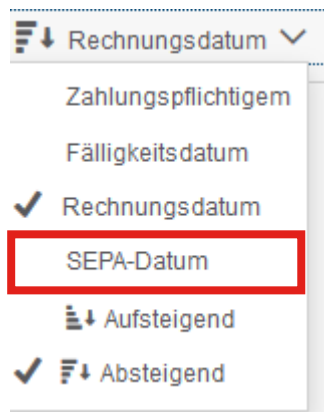 Rechnungsdatum
Zahlungspflichtigem
Fälligkeitsdatum
Rechnungsdatum
SEPA-Datum
Aufsteigend
Absteigend